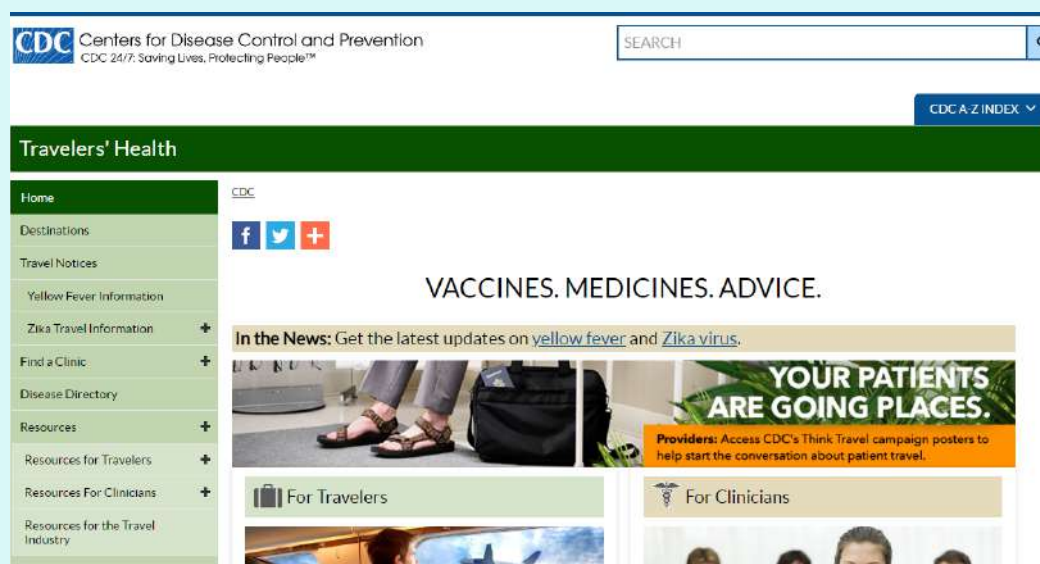 CDC Centers for Disease Control and Prevention
CDC 24/7: Saving Lives, Protecting People™
SEARCH
CDC A-Z INDEX
Travelers' Health
Home
Destinations
Travel Notices
Yellow Fever Information
Zika Travel Information
Find a Clinic
Disease Directory
Resources
Resources for Travelers
Resources For Clinicians
Resources for the Travel
Industry
CDC
VACCINES. MEDICINES. ADVICE.
In the News: Get the latest updates on yellow fever and Zika virus.
YOUR PATIENTS
ARE GOING PLACES.
Providers: Access CDC's Think Travel campaign posters to
help start the conversation about patient travel.
For Travelers
For Clinicians